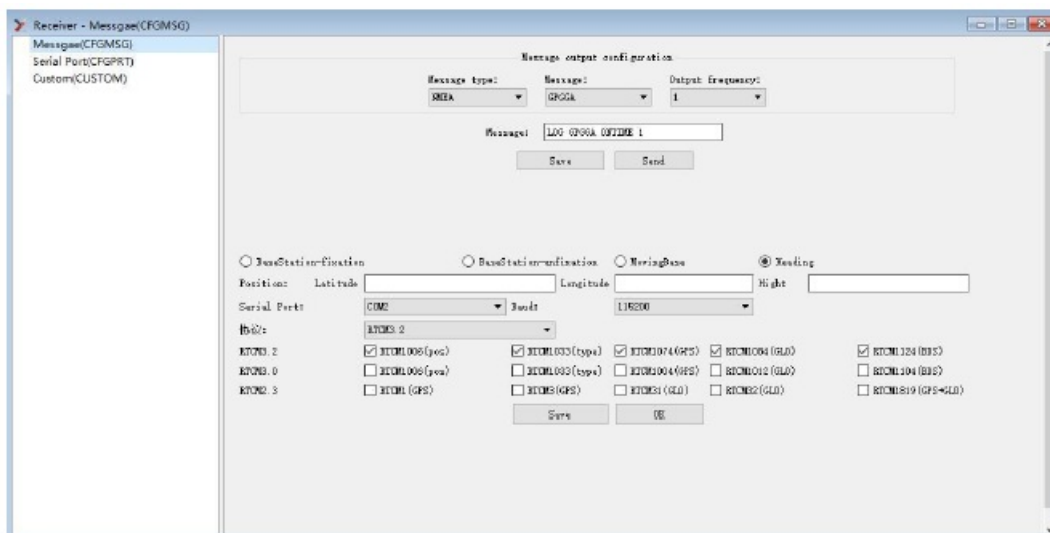 Receiver - Messgae(CFGMSG)
Messgae(CFGMSG)
Serial Port(CFGPRT)
Custom(CUSTOM)
Message output configuration
Message type: Message: Output frequency:
NMEA GPGGA 1
Message: LOG GPGGA ONTIME 1
Save Send
BaseStation-fixation BaseStation-unfixation MovingBase Heading
Position: Latitude Longitude Hight
Serial Port: COM2 Baud: 115200
协议: RTCM3.2
RTCM3.2 RTCM1006(pos) RTCM1033(type) RTCM1074(GPS) RTCM1084(GLO) RTCM1124(BDS)
RTCM3.0 RTCM1006(pos) RTCM1033(type) RTCM1004(GPS) RTCM1012(GLO) RTCM1104(BDS)
RTCM2.3 RTCM1(GPS) RTCM3(GPS) RTCM31(GLO) RTCM32(GLO) RTCM1819(GPS+GLO)
Save OK